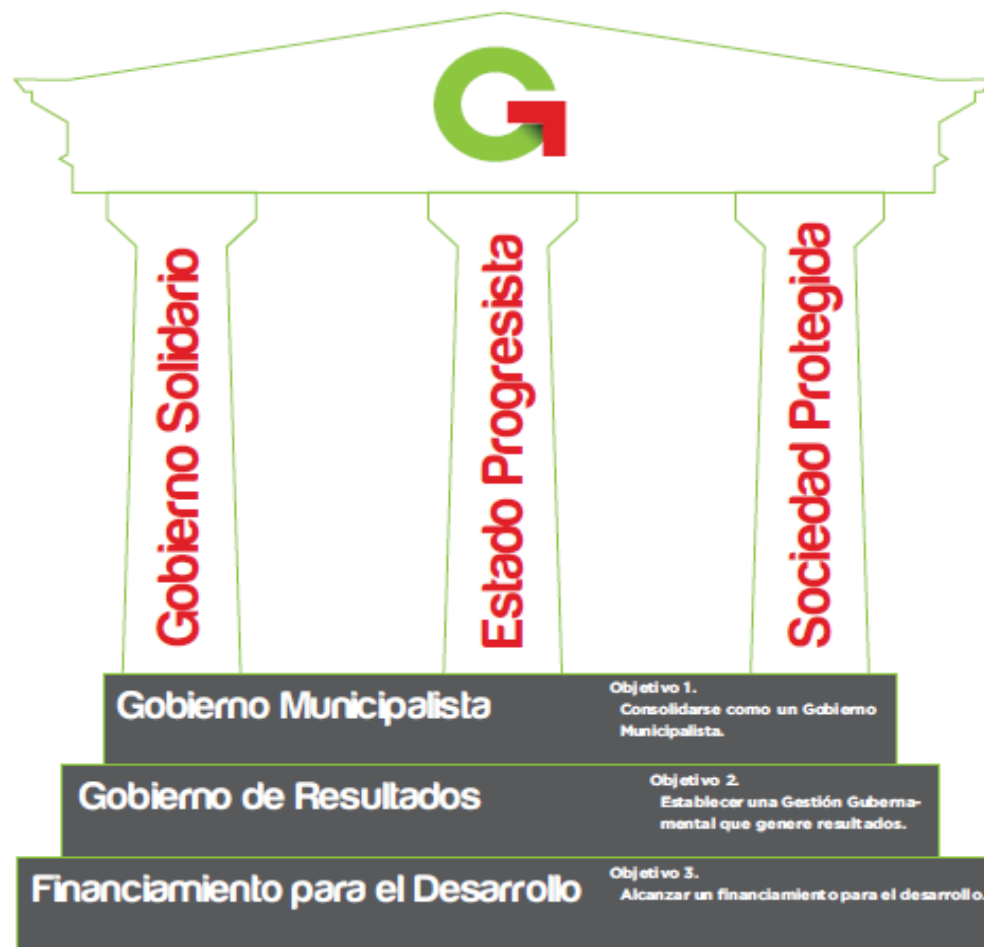 G
Gobierno Solidario
Estado Progresista
Sociedad Protegida
Gobierno Municipalista
Objetivo 1.
Consolidarse como un Gobierno
Municipalista.
Gobierno de Resultados
Objetivo 2.
Establecer una Gestión Guberna-
mental que genere resultados.
Financiamiento para el Desarrollo
Objetivo 3.
Alcanzar un financiamiento para el desarrollo.